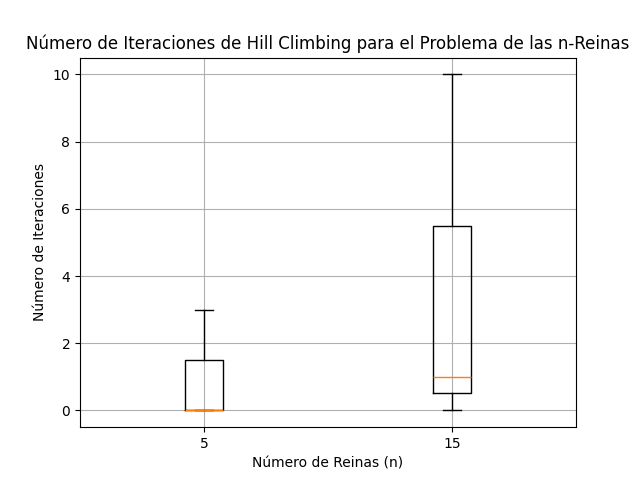 Número de Iteraciones de Hill Climbing para el Problema de las n-Reinas
10
8
6
4
2
0
Número de Iteraciones
5
15
Número de Reinas (n)